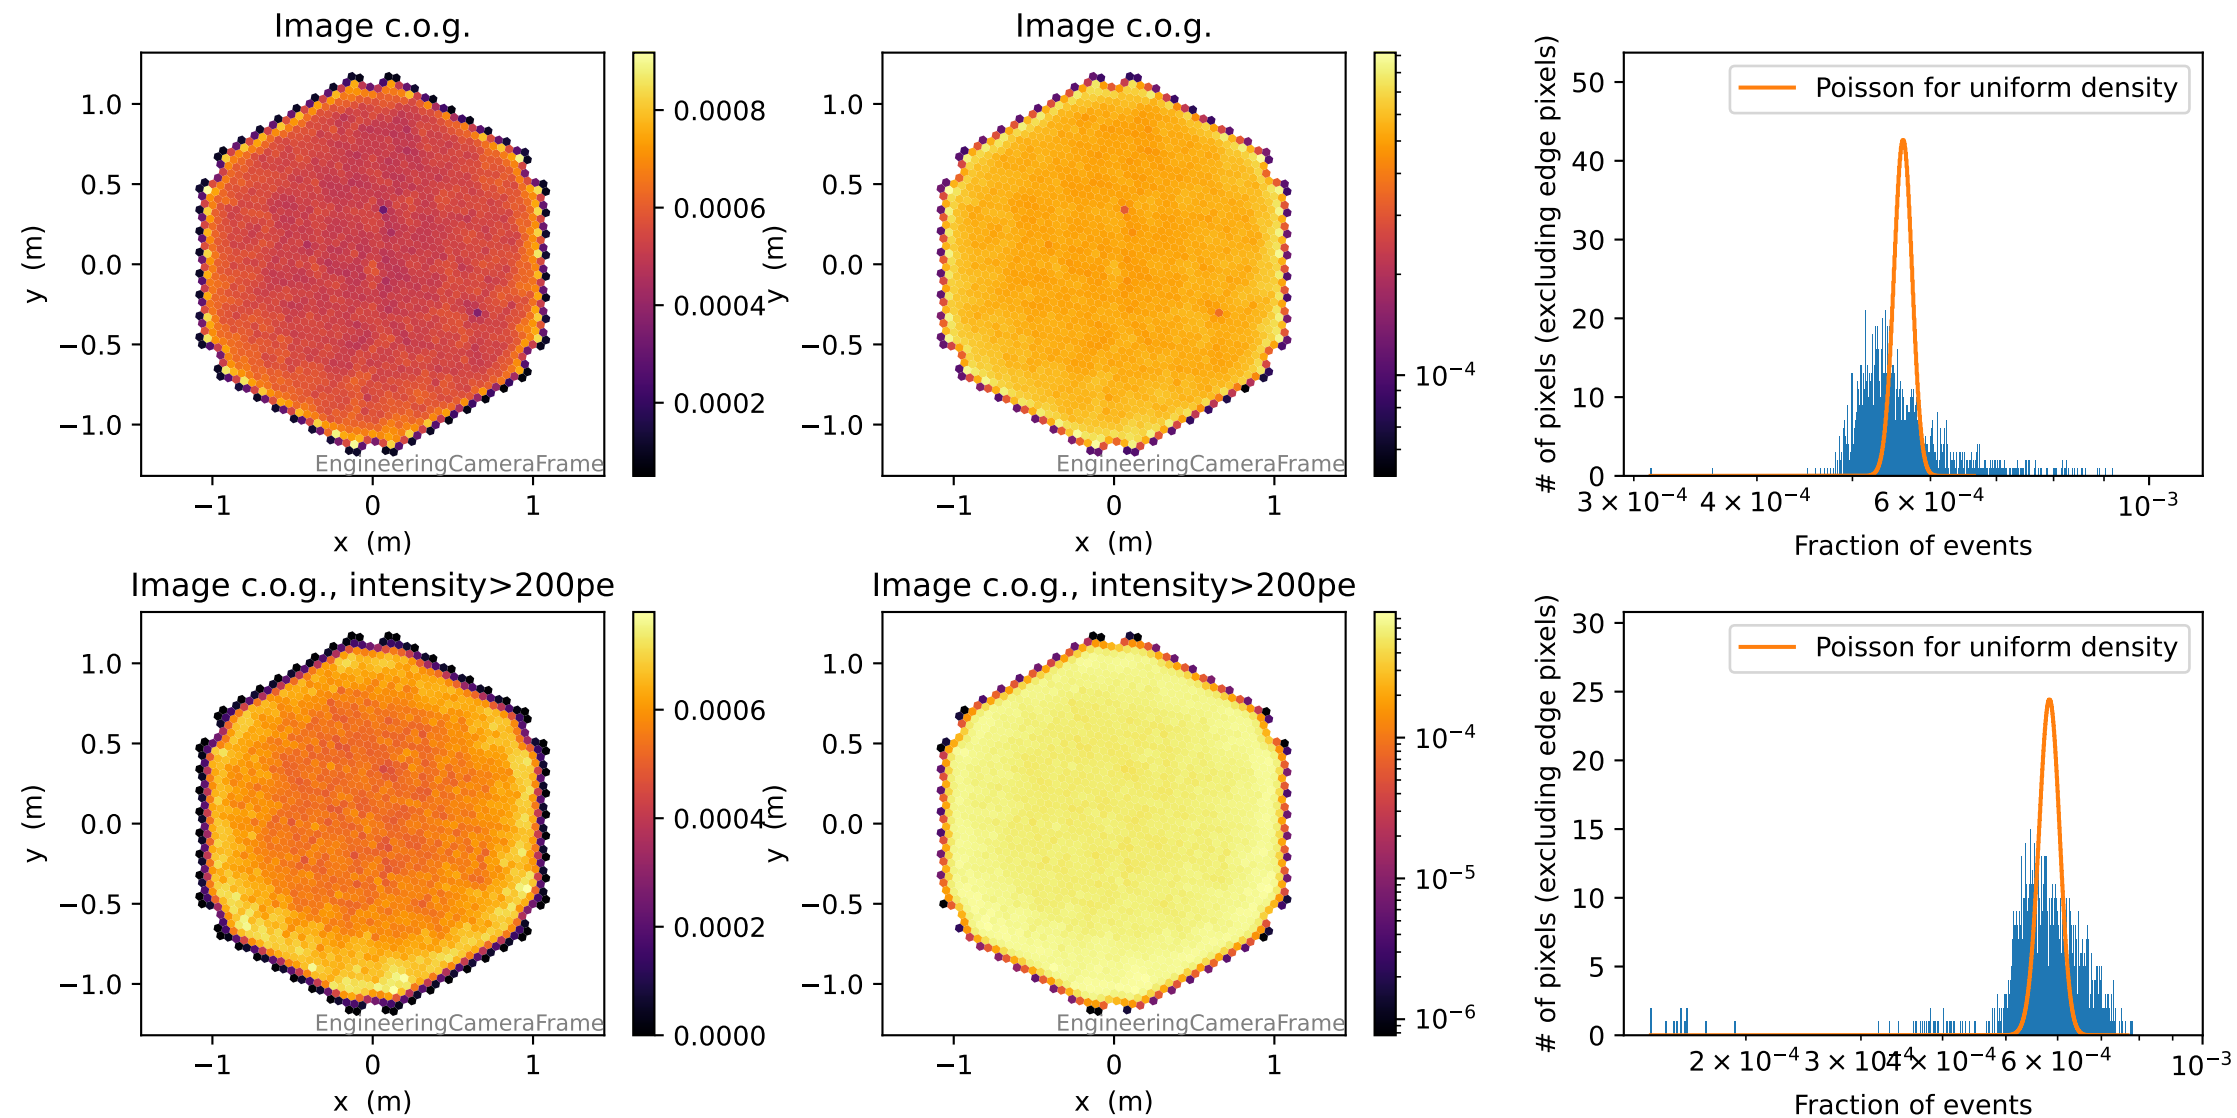 Image c.o.g.
Image c.o.g.
y (m)
1.0
0.5
0.0
−0.5
−1.0
EngineeringCameraFrame
−1
0
1
x (m)
0.0008
0.0006
0.0004
0.0002
y (m)
1.0
0.5
0.0
−0.5
−1.0
EngineeringCameraFrame
−1
0
1
x (m)
10⁻⁴
# of pixels (excluding edge pixels)
50
40
30
20
10
0
Poisson for uniform density
3 × 10⁻⁴
4 × 10⁻⁴
6 × 10⁻⁴
10⁻³
Fraction of events
Image c.o.g., intensity>200pe
Image c.o.g., intensity>200pe
y (m)
1.0
0.5
0.0
−0.5
−1.0
EngineeringCameraFrame
−1
0
1
x (m)
0.0006
0.0004
0.0002
0.0000
y (m)
1.0
0.5
0.0
−0.5
−1.0
EngineeringCameraFrame
−1
0
1
x (m)
10⁻⁴
10⁻⁵
10⁻⁶
# of pixels (excluding edge pixels)
30
25
20
15
10
5
0
Poisson for uniform density
2 × 10⁻⁴
3 × 10⁻⁴
4 × 10⁻⁴
6 × 10⁻⁴
10⁻³
Fraction of events